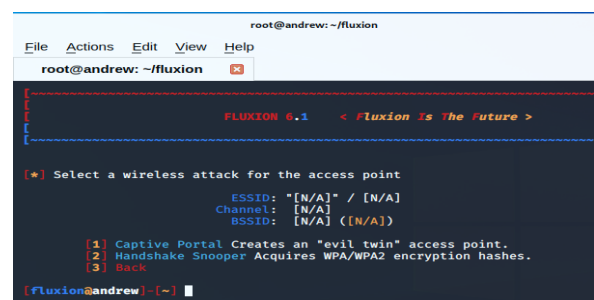 root@andrew: ~/fluxion
File Actions Edit View Help
root@andrew: ~/fluxion
[~~~~~~~~~~~~~~~~~~~~~~~~~~~~~~~~~~~~~~~~~~~~~~~~~~~~~~~~~~~~~~~~~~~~~~~~~~
[
[ FLUXION 6.1 < Fluxion Is The Future >
[
[~~~~~~~~~~~~~~~~~~~~~~~~~~~~~~~~~~~~~~~~~~~~~~~~~~~~~~~~~~~~~~~~~~~~~~~~~~
[*] Select a wireless attack for the access point
ESSID: "[N/A]" / [N/A]
Channel: [N/A]
BSSID: [N/A] ([N/A])
[1] Captive Portal Creates an "evil twin" access point.
[2] Handshake Snooper Acquires WPA/WPA2 encryption hashes.
[3] Back
[fluxion@andrew]-[~]